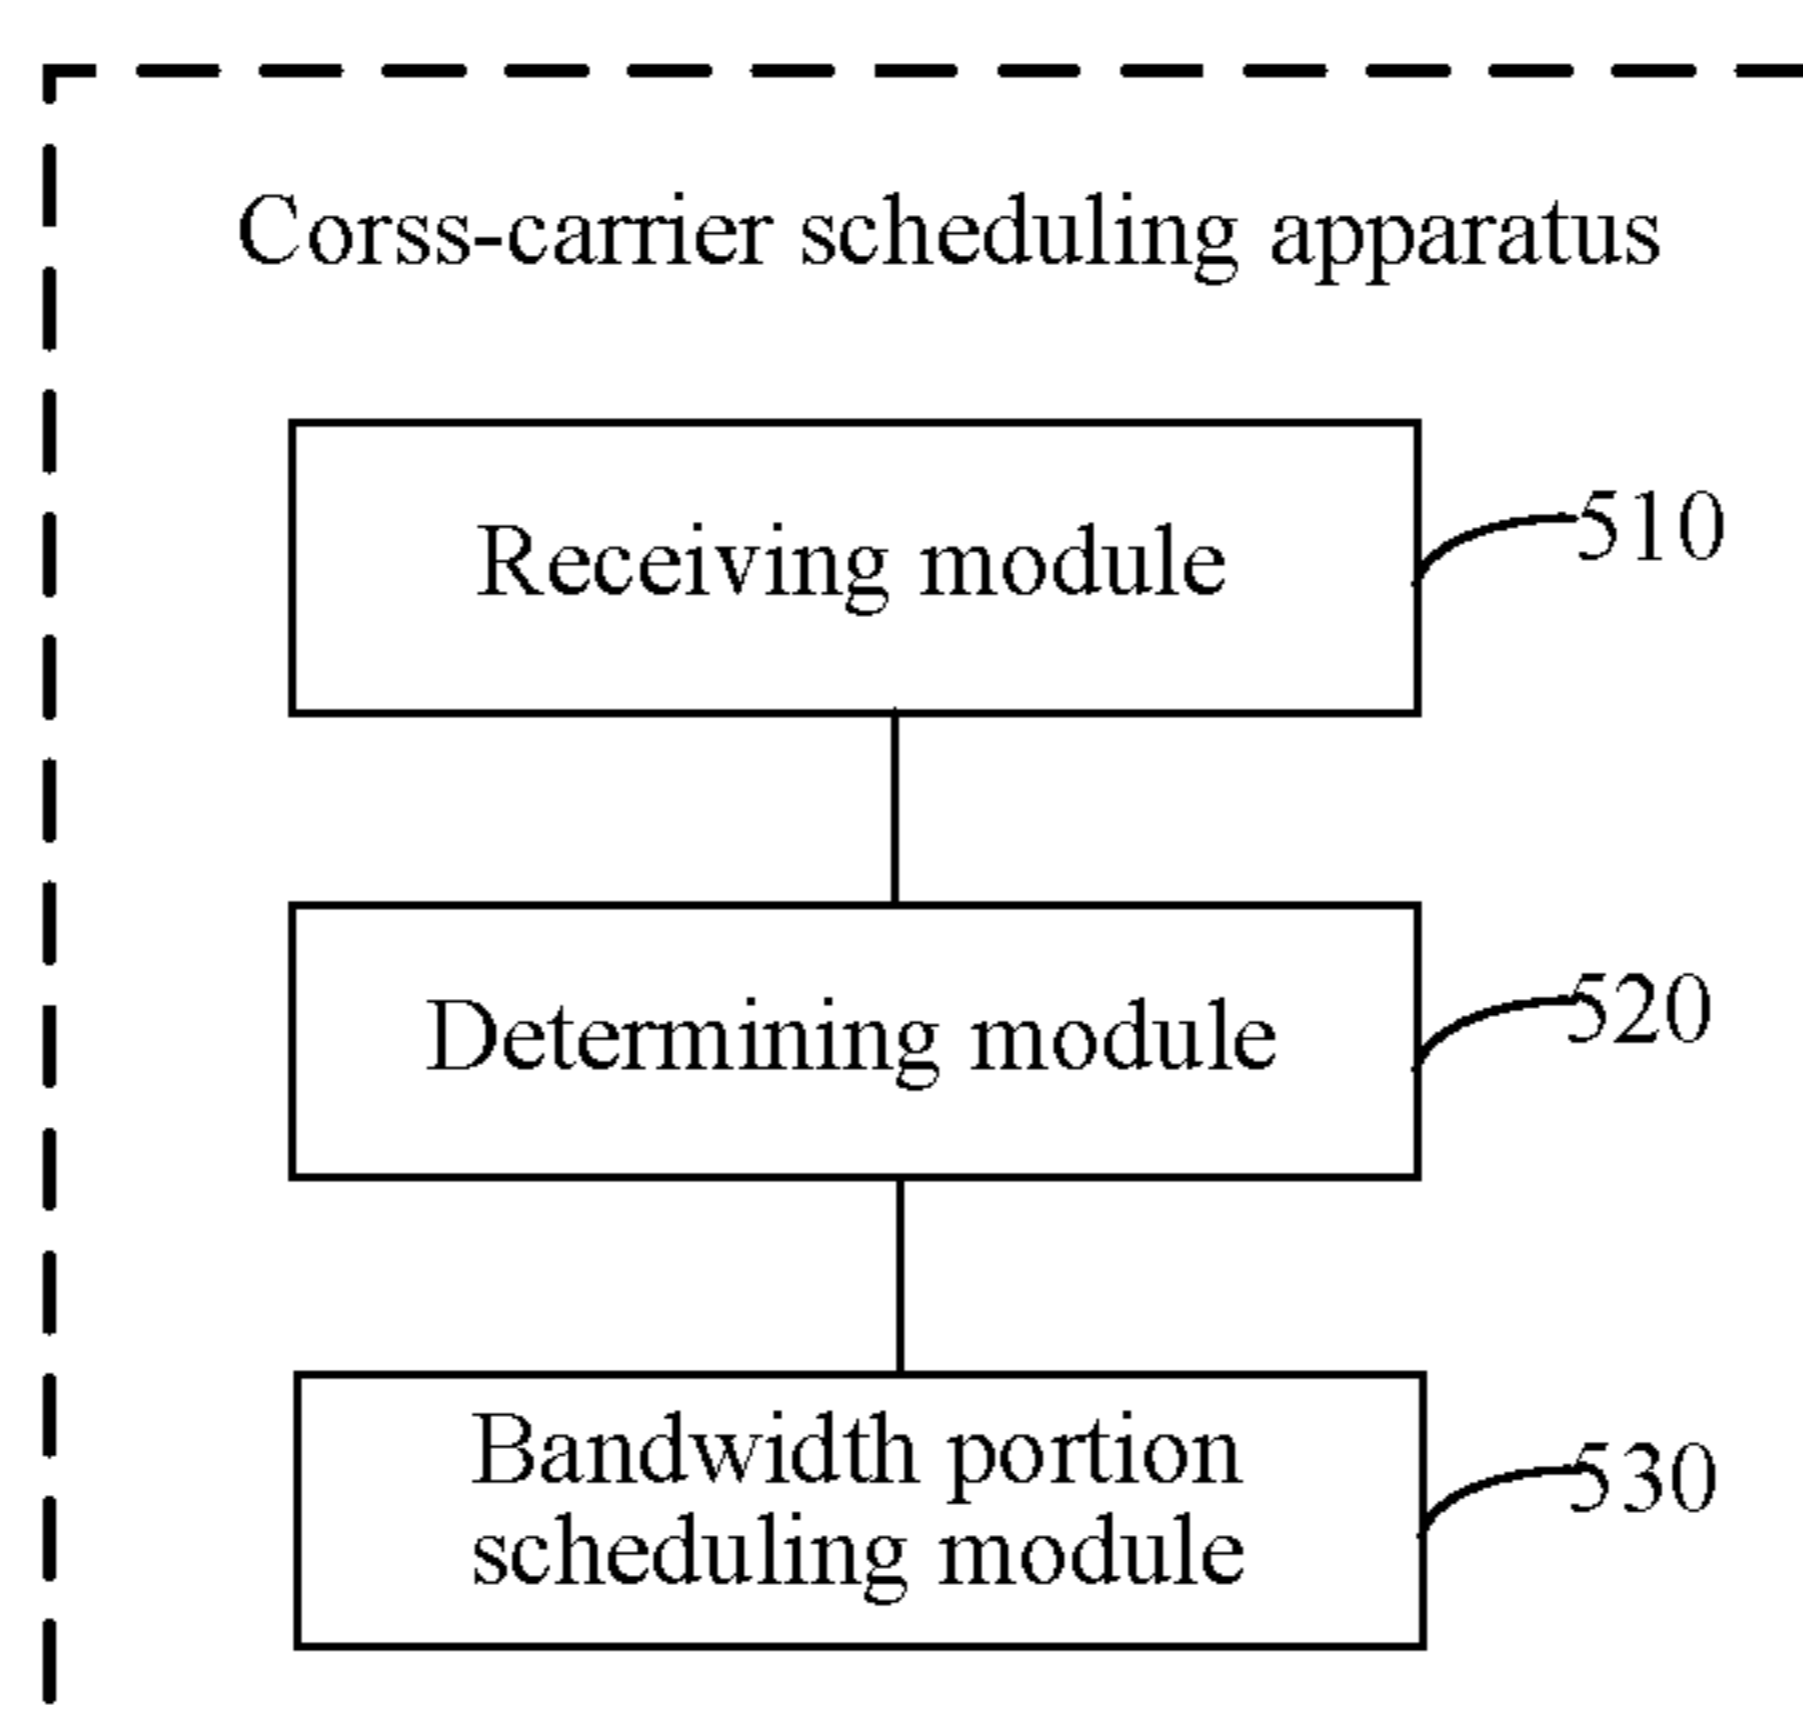 Corss-carrier scheduling apparatus
Receiving module
510
Determining module
520
Bandwidth portion
scheduling module
530